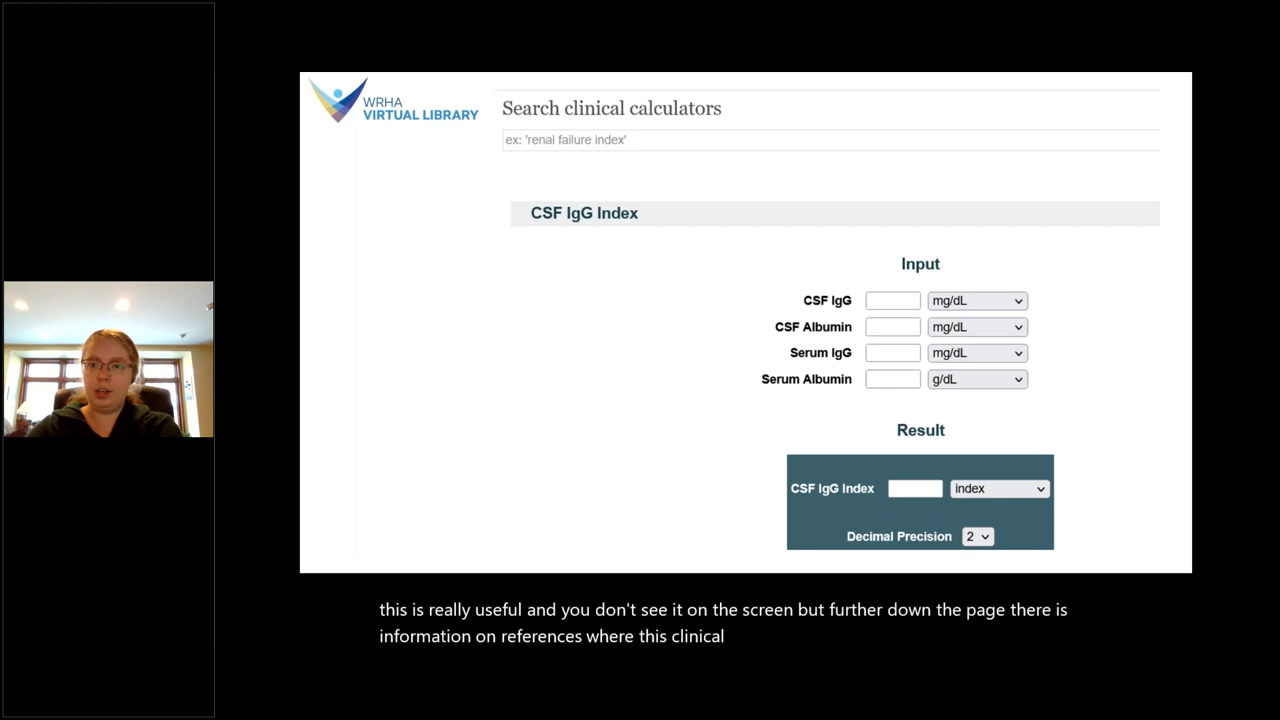 WRHA
VIRTUAL LIBRARY
Search clinical calculators
ex: 'renal failure index'
CSF IgG Index
Input
CSF IgG mg/dL
CSF Albumin mg/dL
Serum IgG mg/dL
Serum Albumin g/dL
Result
CSF IgG Index index
Decimal Precision 2
this is really useful and you don't see it on the screen but further down the page there is
information on references where this clinical